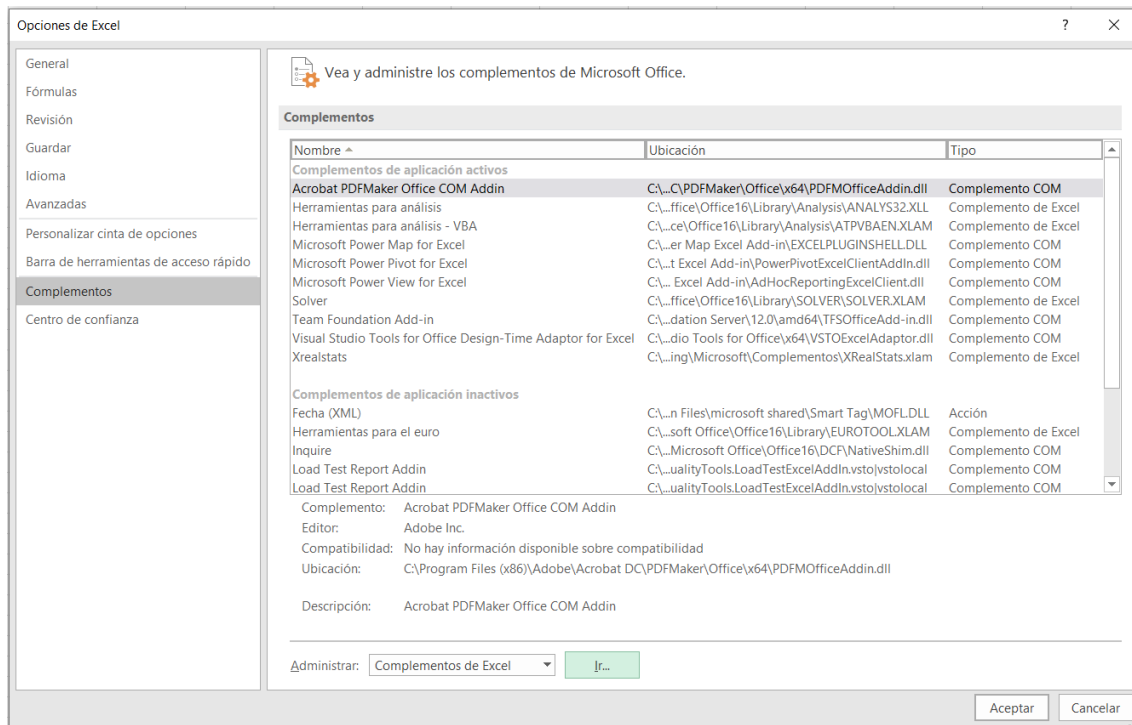 Opciones de Excel
?
General
Fórmulas
Revisión
Guardar
Idioma
Avanzadas
Personalizar cinta de opciones
Barra de herramientas de acceso rápido
Complementos
Centro de confianza
Vea y administre los complementos de Microsoft Office.
Complementos
Nombre Ubicación Tipo
Complementos de aplicación activos
Acrobat PDFMaker Office COM Addin C:\...C\PDFMaker\Office\x64\PDFMOfficeAddin.dll Complemento COM
Herramientas para análisis C:\...ffice\Office16\Library\Analysis\ANALYS32.XLL Complemento de Excel
Herramientas para análisis - VBA C:\...ce\Office16\Library\Analysis\ATPVBAEN.XLAM Complemento de Excel
Microsoft Power Map for Excel C:\...er Map Excel Add-in\EXCELPLUGINSHELL.DLL Complemento COM
Microsoft Power Pivot for Excel C:\...t Excel Add-in\PowerPivotExcelClientAddIn.dll Complemento COM
Microsoft Power View for Excel C:\... Excel Add-in\AdHocReportingExcelClient.dll Complemento COM
Solver C:\...ffice\Office16\Library\SOLVER\SOLVER.XLAM Complemento de Excel
Team Foundation Add-in C:\...dation Server\12.0\amd64\TFSOfficeAdd-in.dll Complemento COM
Visual Studio Tools for Office Design-Time Adaptor for Excel C:\...dio Tools for Office\x64\VSTOExcelAdaptor.dll Complemento COM
Xrealstats C:\...ing\Microsoft\Complementos\XRealStats.xlam Complemento de Excel
Complementos de aplicación inactivos
Fecha (XML) C:\...n Files\microsoft shared\Smart Tag\MOFL.DLL Acción
Herramientas para el euro C:\...soft Office\Office16\Library\EUROTOOL.XLAM Complemento de Excel
Inquire C:\...Microsoft Office\Office16\DCF\NativeShim.dll Complemento COM
Load Test Report Addin C:\...ualityTools.LoadTestExcelAddIn.vsto|vstolocal Complemento COM
Load Test Report Addin C:\...ualityTools.LoadTestExcelAddIn.vsto|vstolocal Complemento COM
Complemento: Acrobat PDFMaker Office COM Addin
Editor: Adobe Inc.
Compatibilidad: No hay información disponible sobre compatibilidad
Ubicación: C:\Program Files (x86)\Adobe\Acrobat DC\PDFMaker\Office\x64\PDFMOfficeAddin.dll
Descripción: Acrobat PDFMaker Office COM Addin
Administrar: Complementos de Excel Ir...
Aceptar Cancelar